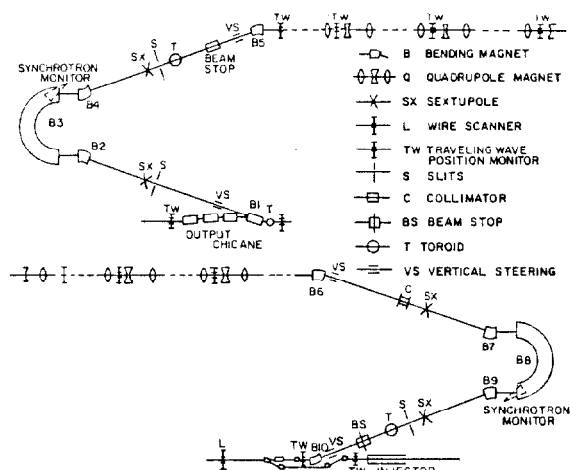 TW
TW
TW
TW
VS
B5
S
T
SX
BEAM
STOP
SYNCHROTRON
MONITOR
B4
B3
B2
SX
S
VS
B1
T
TW
OUTPUT
CHICANE
B BENDING MAGNET
Q QUADRUPOLE MAGNET
SX SEXTUPOLE
L WIRE SCANNER
TW TRAVELING WAVE
POSITION MONITOR
S SLITS
C COLLIMATOR
BS BEAM STOP
T TOROID
VS VERTICAL STEERING
B6
VS
C
SX
B7
B8
B9
SYNCHROTRON
MONITOR
SX
S
T
BS
VS
B10
TW
L
TW INJECTOR